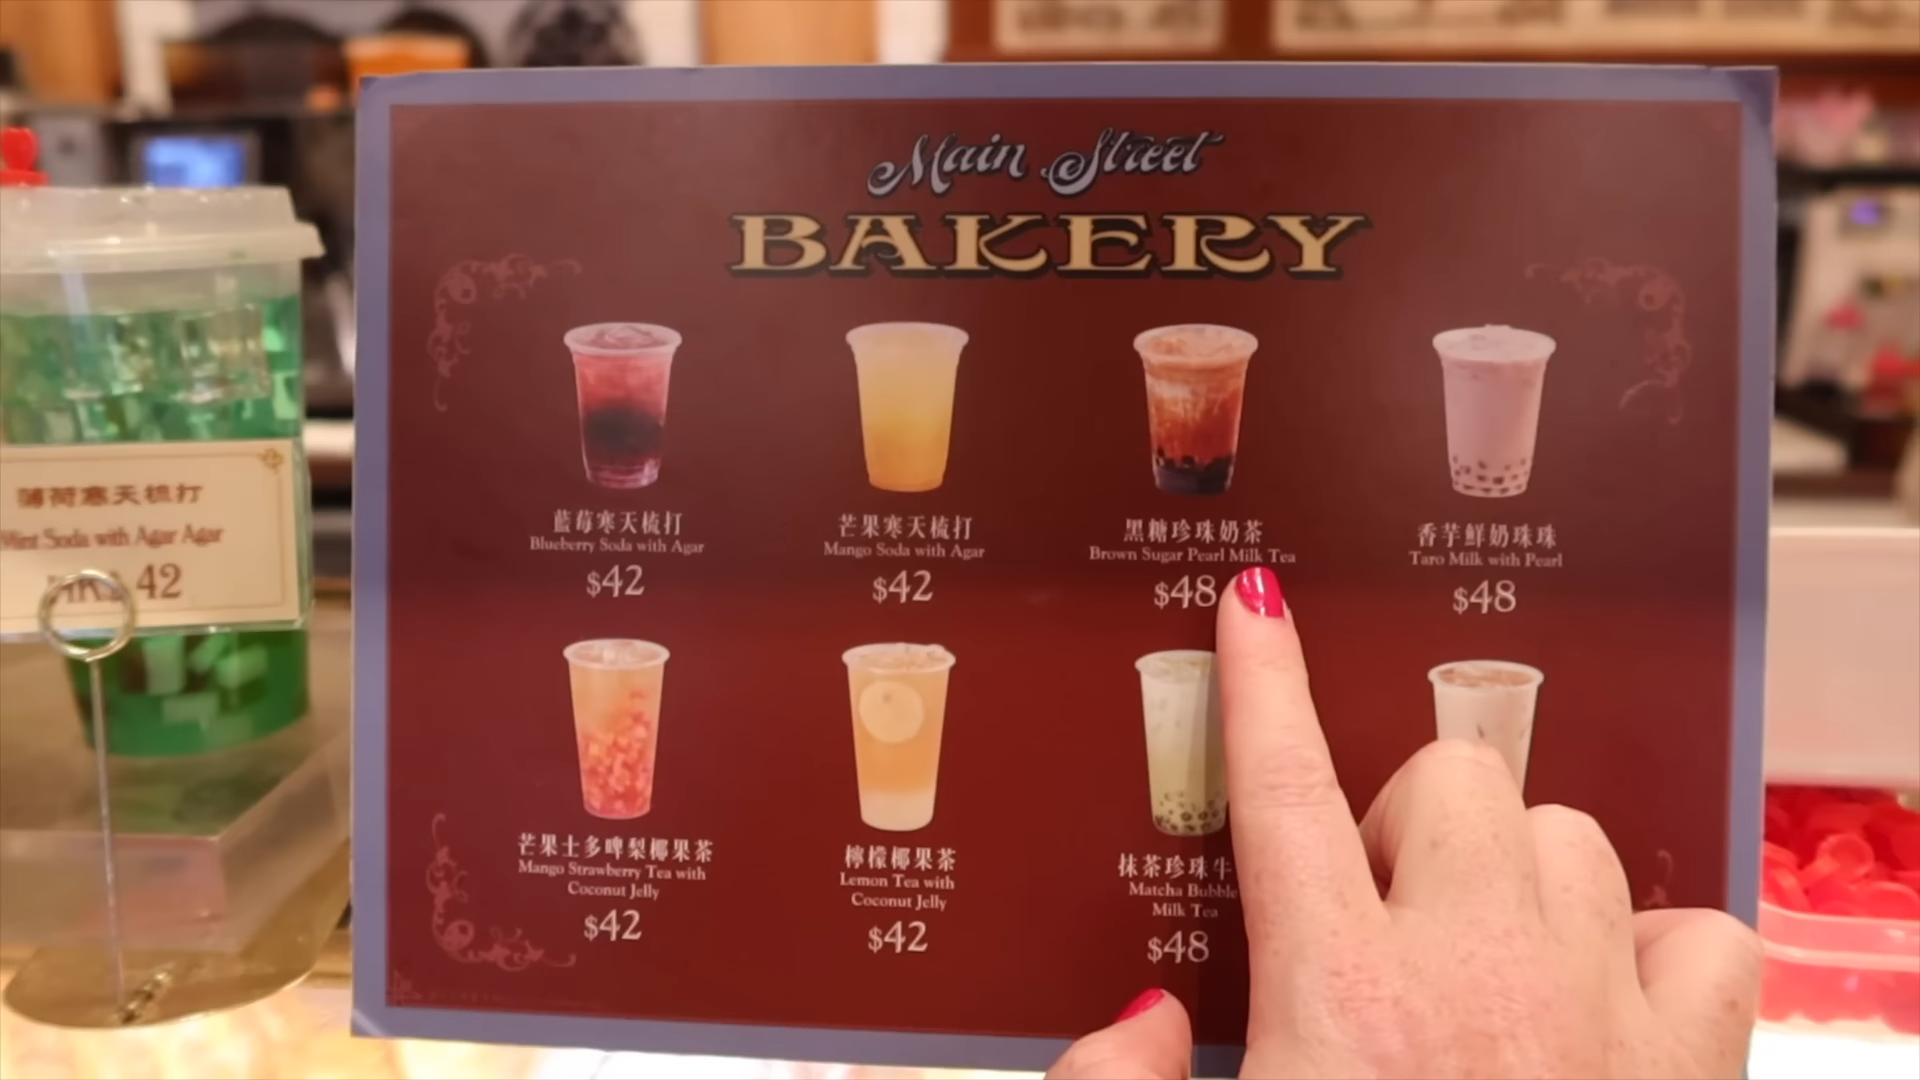 Main Street
BAKERY
藍莓寒天梳打
Blueberry Soda with Agar
$42
芒果寒天梳打
Mango Soda with Agar
$42
黑糖珍珠奶茶
Brown Sugar Pearl Milk Tea
$48
香芋鮮奶珠珠
Taro Milk with Pearl
$48
芒果士多啤梨椰果茶
Mango Strawberry Tea with
Coconut Jelly
$42
檸檬椰果茶
Lemon Tea with
Coconut Jelly
$42
抹茶珍珠牛
Matcha Bubble
Milk Tea
$48
薄荷寒天梳打
Mint Soda with Agar Agar
HK$ 42